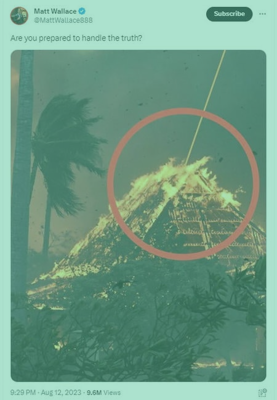 Matt Wallace
@MattWallace888
Subscribe
Are you prepared to handle the truth?
9:29 PM · Aug 12, 2023 · 9.6M Views